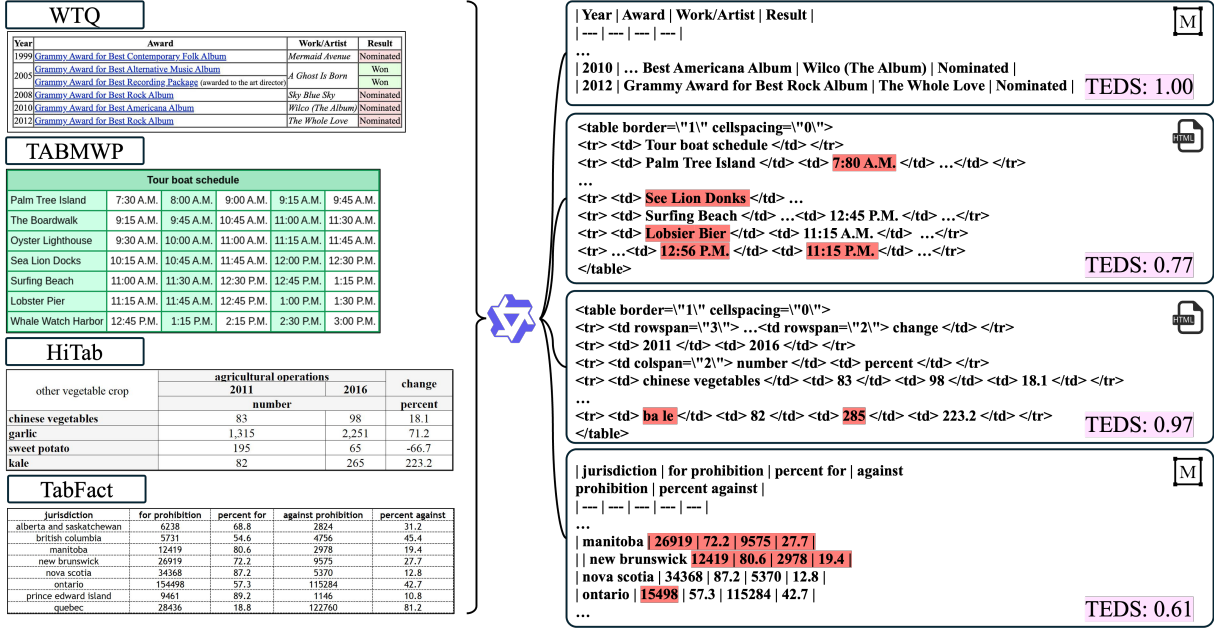 WTQ
Year Award Work/Artist Result
1999 Grammy Award for Best Contemporary Folk Album Mermaid Avenue Nominated
2005 Grammy Award for Best Alternative Music Album A Ghost Is Born Won
Grammy Award for Best Recording Package (awarded to the art director) Won
2008 Grammy Award for Best Rock Album Sky Blue Sky Nominated
2010 Grammy Award for Best Americana Album Wilco (The Album) Nominated
2012 Grammy Award for Best Rock Album The Whole Love Nominated
TABMWP
Tour boat schedule
Palm Tree Island 7:30 A.M. 8:00 A.M. 9:00 A.M. 9:15 A.M. 9:45 A.M.
The Boardwalk 9:15 A.M. 9:45 A.M. 10:45 A.M. 11:00 A.M. 11:30 A.M.
Oyster Lighthouse 9:30 A.M. 10:00 A.M. 11:00 A.M. 11:15 A.M. 11:45 A.M.
Sea Lion Docks 10:15 A.M. 10:45 A.M. 11:45 A.M. 12:00 P.M. 12:30 P.M.
Surfing Beach 11:00 A.M. 11:30 A.M. 12:30 P.M. 12:45 P.M. 1:15 P.M.
Lobster Pier 11:15 A.M. 11:45 A.M. 12:45 P.M. 1:00 P.M. 1:30 P.M.
Whale Watch Harbor 12:45 P.M. 1:15 P.M. 2:15 P.M. 2:30 P.M. 3:00 P.M.
HiTab
other vegetable crop agricultural operations change
2011 2016
number percent
chinese vegetables 83 98 18.1
garlic 1,315 2,251 71.2
sweet potato 195 65 -66.7
kale 82 265 223.2
TabFact
jurisdiction for prohibition percent for against prohibition percent against
alberta and saskatchewan 6238 68.8 2824 31.2
british columbia 5731 54.6 4756 45.4
manitoba 12419 80.6 2978 19.4
new brunswick 26919 72.2 9575 27.7
nova scotia 34368 87.2 5370 12.8
ontario 154498 57.3 115284 42.7
prince edward island 9461 89.2 1146 10.8
quebec 28436 18.8 122760 81.2
| Year | Award | Work/Artist | Result |
| --- | --- | --- | --- |
...
| 2010 | ... Best Americana Album | Wilco (The Album) | Nominated |
| 2012 | Grammy Award for Best Rock Album | The Whole Love | Nominated |
M
TEDS: 1.00
<table border=\"1\" cellspacing=\"0\">
<tr> <td> Tour boat schedule </td> </tr>
<tr> <td> Palm Tree Island </td> <td> 7:80 A.M. </td> …</td> </tr>
...
<tr> <td> See Lion Donks </td> ...
<tr> <td> Surfing Beach </td> …<td> 12:45 P.M. </td> …</tr>
<tr> <td> Lobsier Bier </td> <td> 11:15 A.M. </td> …</tr>
<tr> …<td> 12:56 P.M. </td> <td> 11:15 P.M. </td> …</tr>
</table>
HTML
TEDS: 0.77
<table border=\"1\" cellspacing=\"0\">
<tr> <td rowspan=\"3\"> …<td rowspan=\"2\"> change </td> </tr>
<tr> <td> 2011 </td> <td> 2016 </td> </tr>
<tr> <td colspan=\"2\"> number </td> <td> percent </td> </tr>
<tr> <td> chinese vegetables </td> <td> 83 </td> <td> 98 </td> <td> 18.1 </td> </tr>
...
<tr> <td> ba le </td> <td> 82 </td> <td> 285 </td> <td> 223.2 </td> </tr>
</table>
HTML
TEDS: 0.97
| jurisdiction | for prohibition | percent for | against
prohibition | percent against |
| --- | --- | --- | --- | --- |
...
| manitoba | 26919 | 72.2 | 9575 | 27.7 |
| | new brunswick 12419 | 80.6 | 2978 | 19.4 |
| nova scotia | 34368 | 87.2 | 5370 | 12.8 |
| ontario | 15498 | 57.3 | 115284 | 42.7 |
...
M
TEDS: 0.61